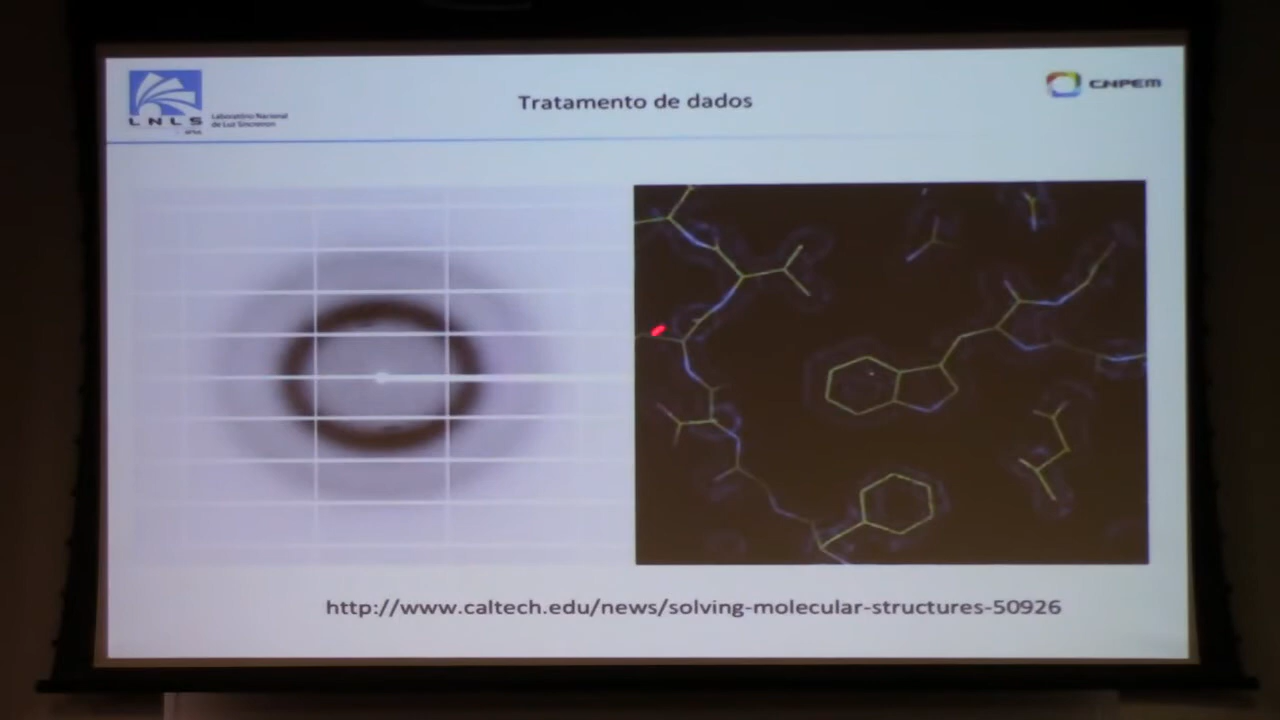 LNLS
Laboratório Nacional
de Luz Síncrotron
Tratamento de dados
CNPEM
http://www.caltech.edu/news/solving-molecular-structures-50926